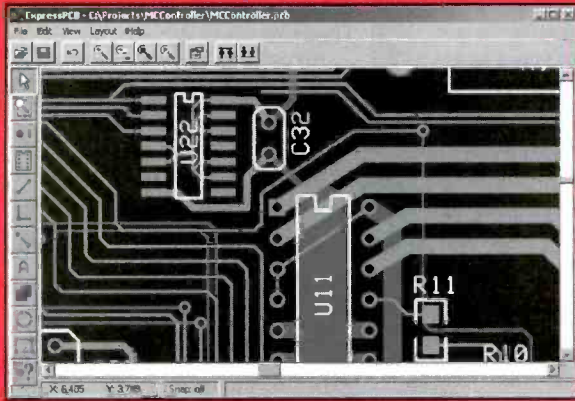 ExpressPCB - C:\Projects\MCController\MCController.pcb
File Edit View Layout Help
U22
C32
U11
R11
R10
X: 6.405 Y: 3.788 Snap: off